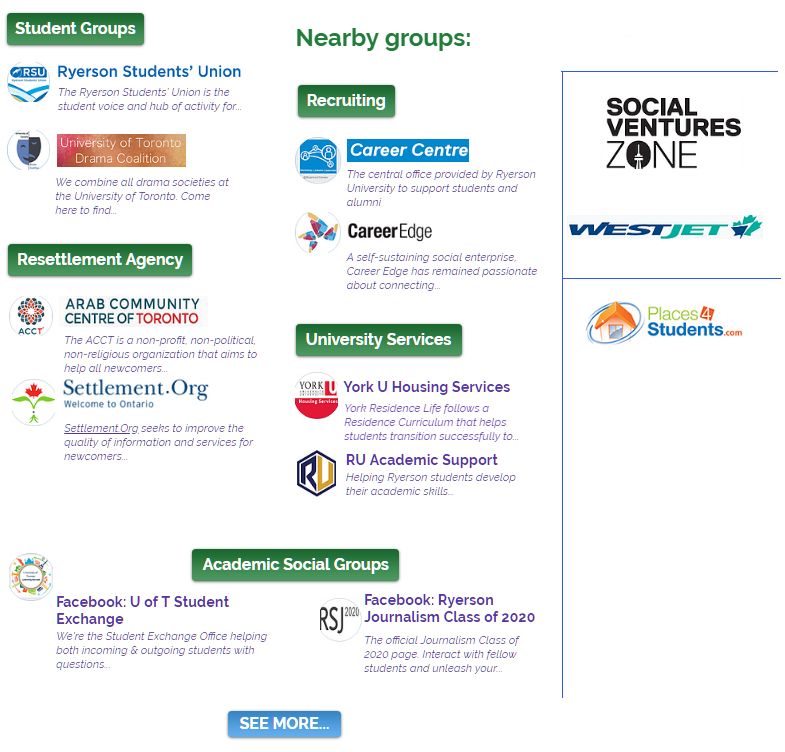 Nearby groups:
Student Groups
RSU
Ryerson Students' Union
The Ryerson Students' Union is the
student voice and hub of activity for...
University of Toronto
Drama Coalition
We combine all drama societies at
the University of Toronto. Come
here to find...
Resettlement Agency
ACCT
ARAB COMMUNITY
CENTRE OF TORONTO
The ACCT is a non-profit, non-political,
non-religious organization that aims to
help all newcomers...
Settlement.Org
Welcome to Ontario
Settlement.Org seeks to improve the
quality of information and services for
newcomers...
Recruiting
Career Centre
The central office provided by Ryerson
University to support students and
alumni
CareerEdge
A self-sustaining social enterprise,
Career Edge has remained passionate
about connecting...
University Services
YORK U
Housing Services
York U Housing Services
York Residence Life follows a
Residence Curriculum that helps
students transition successfully to...
RU
RU Academic Support
Helping Ryerson students develop
their academic skills...
Academic Social Groups
Facebook: U of T Student
Exchange
We're the Student Exchange Office helping
both incoming & outgoing students with
questions...
RSJ 2020
Facebook: Ryerson
Journalism Class of 2020
The official Journalism Class of
2020 page. Interact with fellow
students and unleash your...
SEE MORE...
SOCIAL
VENTURES
ZONE
WESTJET
Places4
Students.com